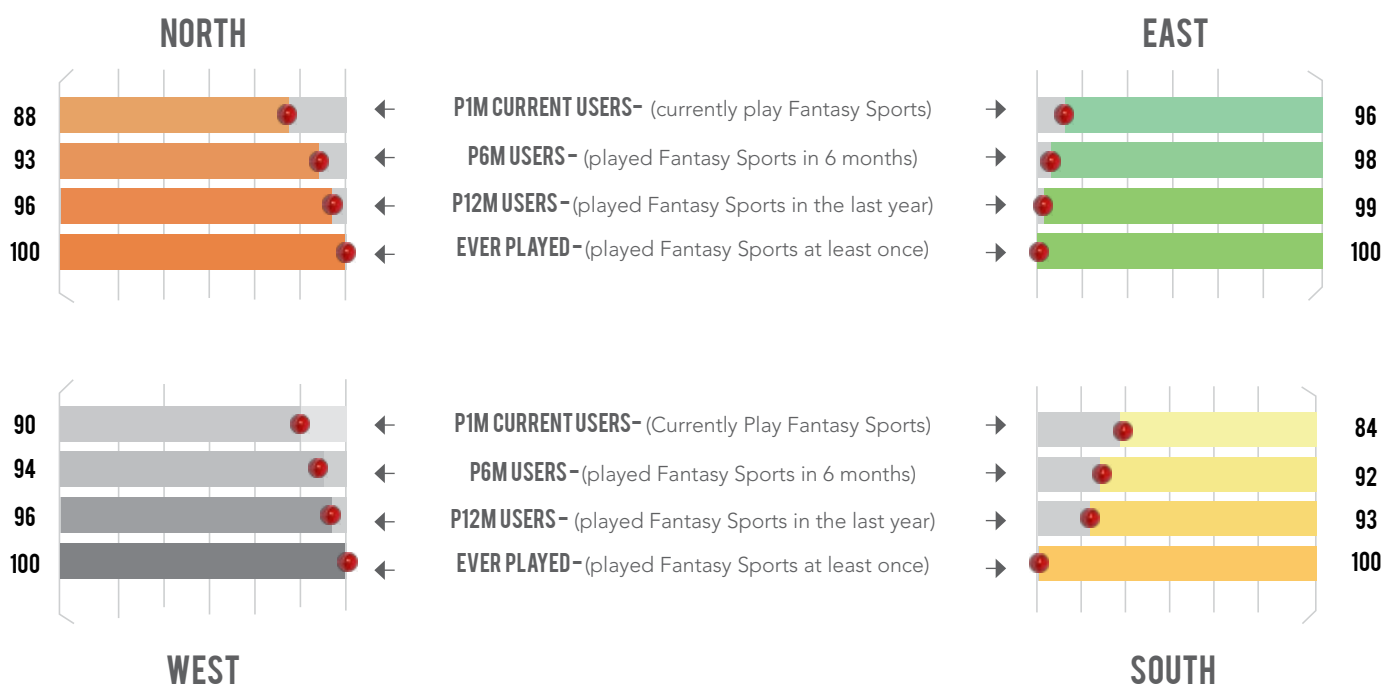 NORTH
EAST
88 P1M CURRENT USERS- (currently play Fantasy Sports) 96
93 P6M USERS- (played Fantasy Sports in 6 months) 98
96 P12M USERS- (played Fantasy Sports in the last year) 99
100 EVER PLAYED- (played Fantasy Sports at least once) 100
90 P1M CURRENT USERS- (Currently Play Fantasy Sports) 84
94 P6M USERS- (played Fantasy Sports in 6 months) 92
96 P12M USERS- (played Fantasy Sports in the last year) 93
100 EVER PLAYED- (played Fantasy Sports at least once) 100
WEST
SOUTH